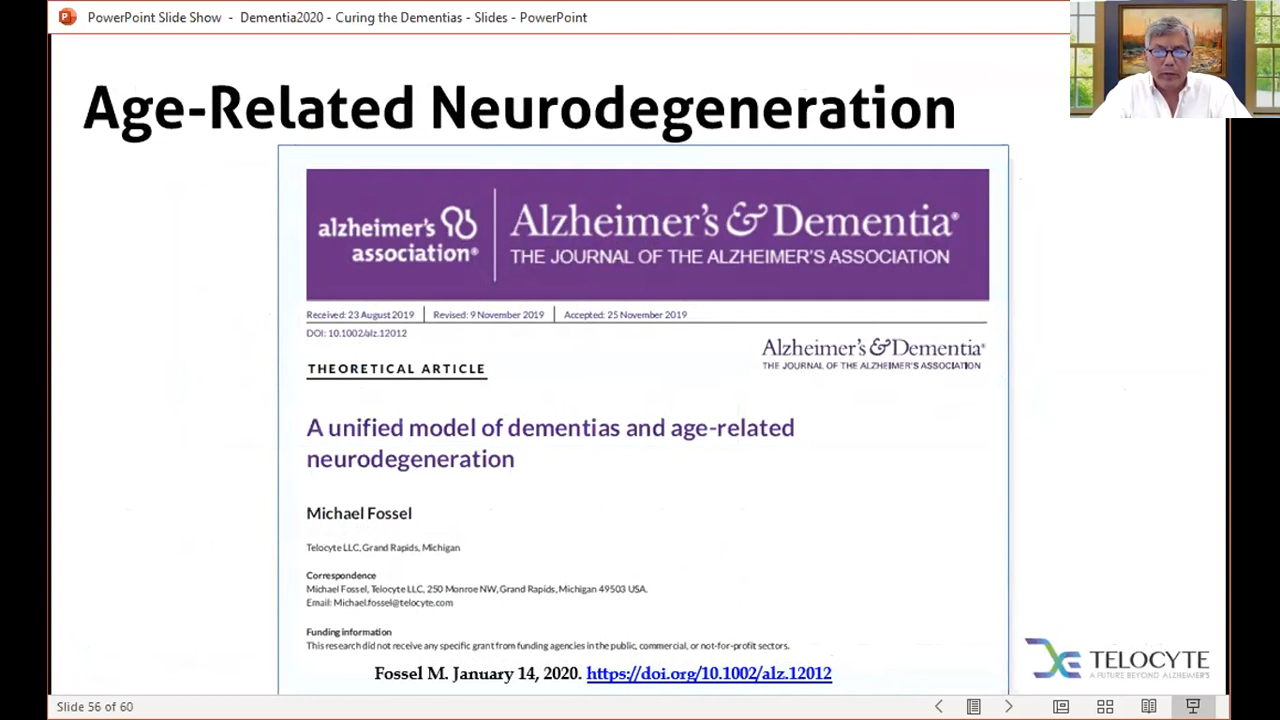 PowerPoint Slide Show - Dementia2020 - Curing the Dementias - Slides - PowerPoint
Age-Related Neurodegeneration
alzheimer's association®
Alzheimer's & Dementia®
THE JOURNAL OF THE ALZHEIMER'S ASSOCIATION
Received: 23 August 2019 | Revised: 9 November 2019 | Accepted: 25 November 2019
DOI: 10.1002/alz.12012
Alzheimer's & Dementia®
THE JOURNAL OF THE ALZHEIMER'S ASSOCIATION
THEORETICAL ARTICLE
A unified model of dementias and age-related
neurodegeneration
Michael Fossel
Telocyte LLC, Grand Rapids, Michigan
Correspondence
Michael Fossel, Telocyte LLC, 250 Monroe NW, Grand Rapids, Michigan 49503 USA.
Email: Michael.fossel@telocyte.com
Funding information
This research did not receive any specific grant from funding agencies in the public, commercial, or not-for-profit sectors.
Fossel M. January 14, 2020. https://doi.org/10.1002/alz.12012
TELOCYTE
A FUTURE BEYOND ALZHEIMER'S
Slide 56 of 60